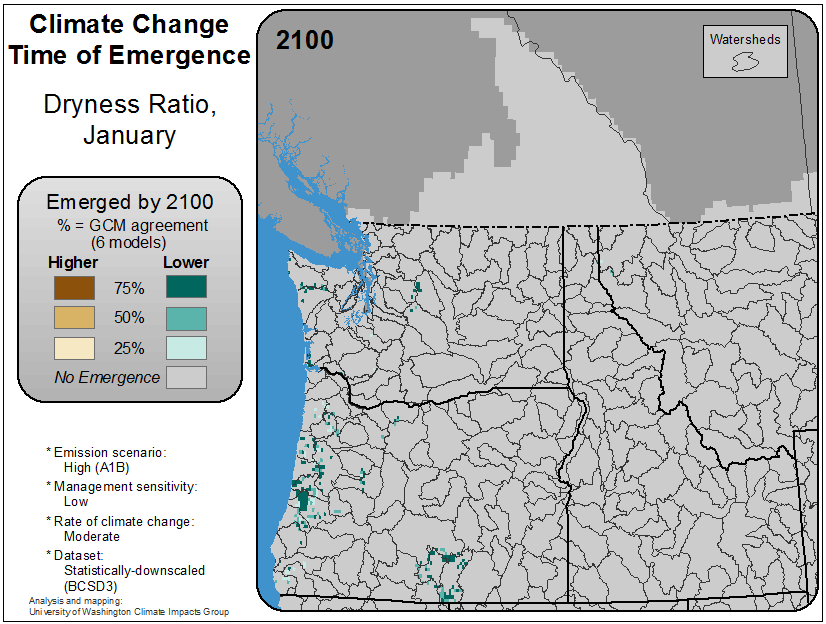 Climate Change
Time of Emergence
Dryness Ratio,
January
Emerged by 2100
% = GCM agreement
(6 models)
Higher Lower
75%
50%
25%
No Emergence
* Emission scenario:
High (A1B)
* Management sensitivity:
Low
* Rate of climate change:
Moderate
* Dataset:
Statistically-downscaled
(BCSD3)
Analysis and mapping:
University of Washington Climate Impacts Group
2100
Watersheds